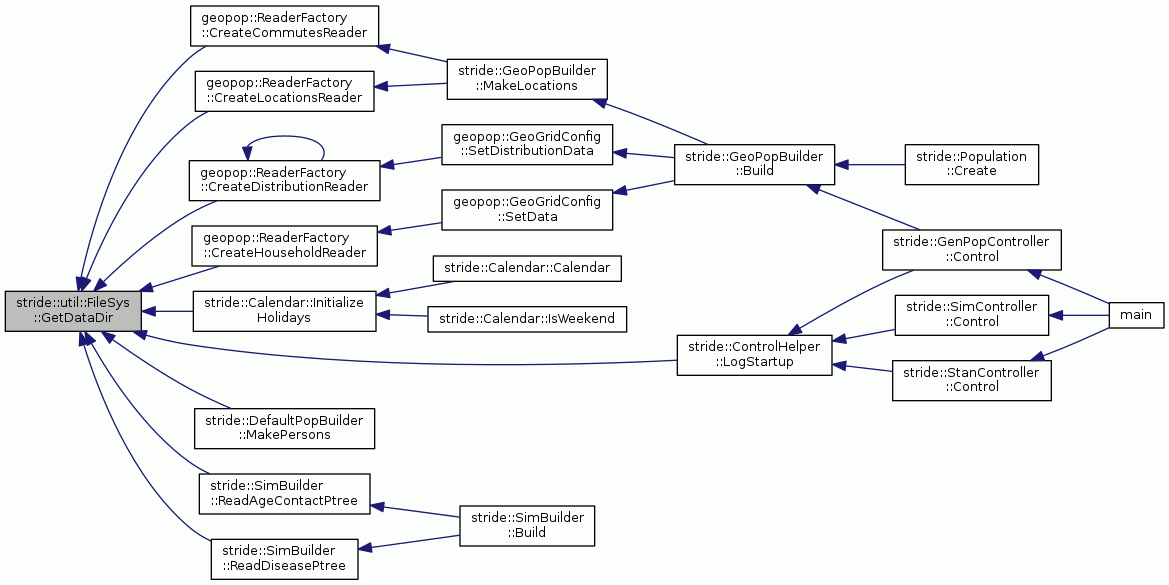 geopop::ReaderFactory
::CreateCommutesReader
stride::GeoPopBuilder
::MakeLocations
geopop::ReaderFactory
::CreateLocationsReader
geopop::GeoGridConfig
::SetDistributionData
stride::GeoPopBuilder
::Build
stride::Population
::Create
geopop::ReaderFactory
::CreateDistributionReader
geopop::GeoGridConfig
::SetData
geopop::ReaderFactory
::CreateHouseholdReader
stride::GenPopController
::Control
stride::Calendar::Calendar
stride::util::FileSys
::GetDataDir
stride::Calendar::Initialize
Holidays
stride::Calendar::IsWeekend
stride::SimController
::Control
main
stride::ControlHelper
::LogStartup
stride::StanController
::Control
stride::DefaultPopBuilder
::MakePersons
stride::SimBuilder
::ReadAgeContactPtree
stride::SimBuilder
::Build
stride::SimBuilder
::ReadDiseasePtree